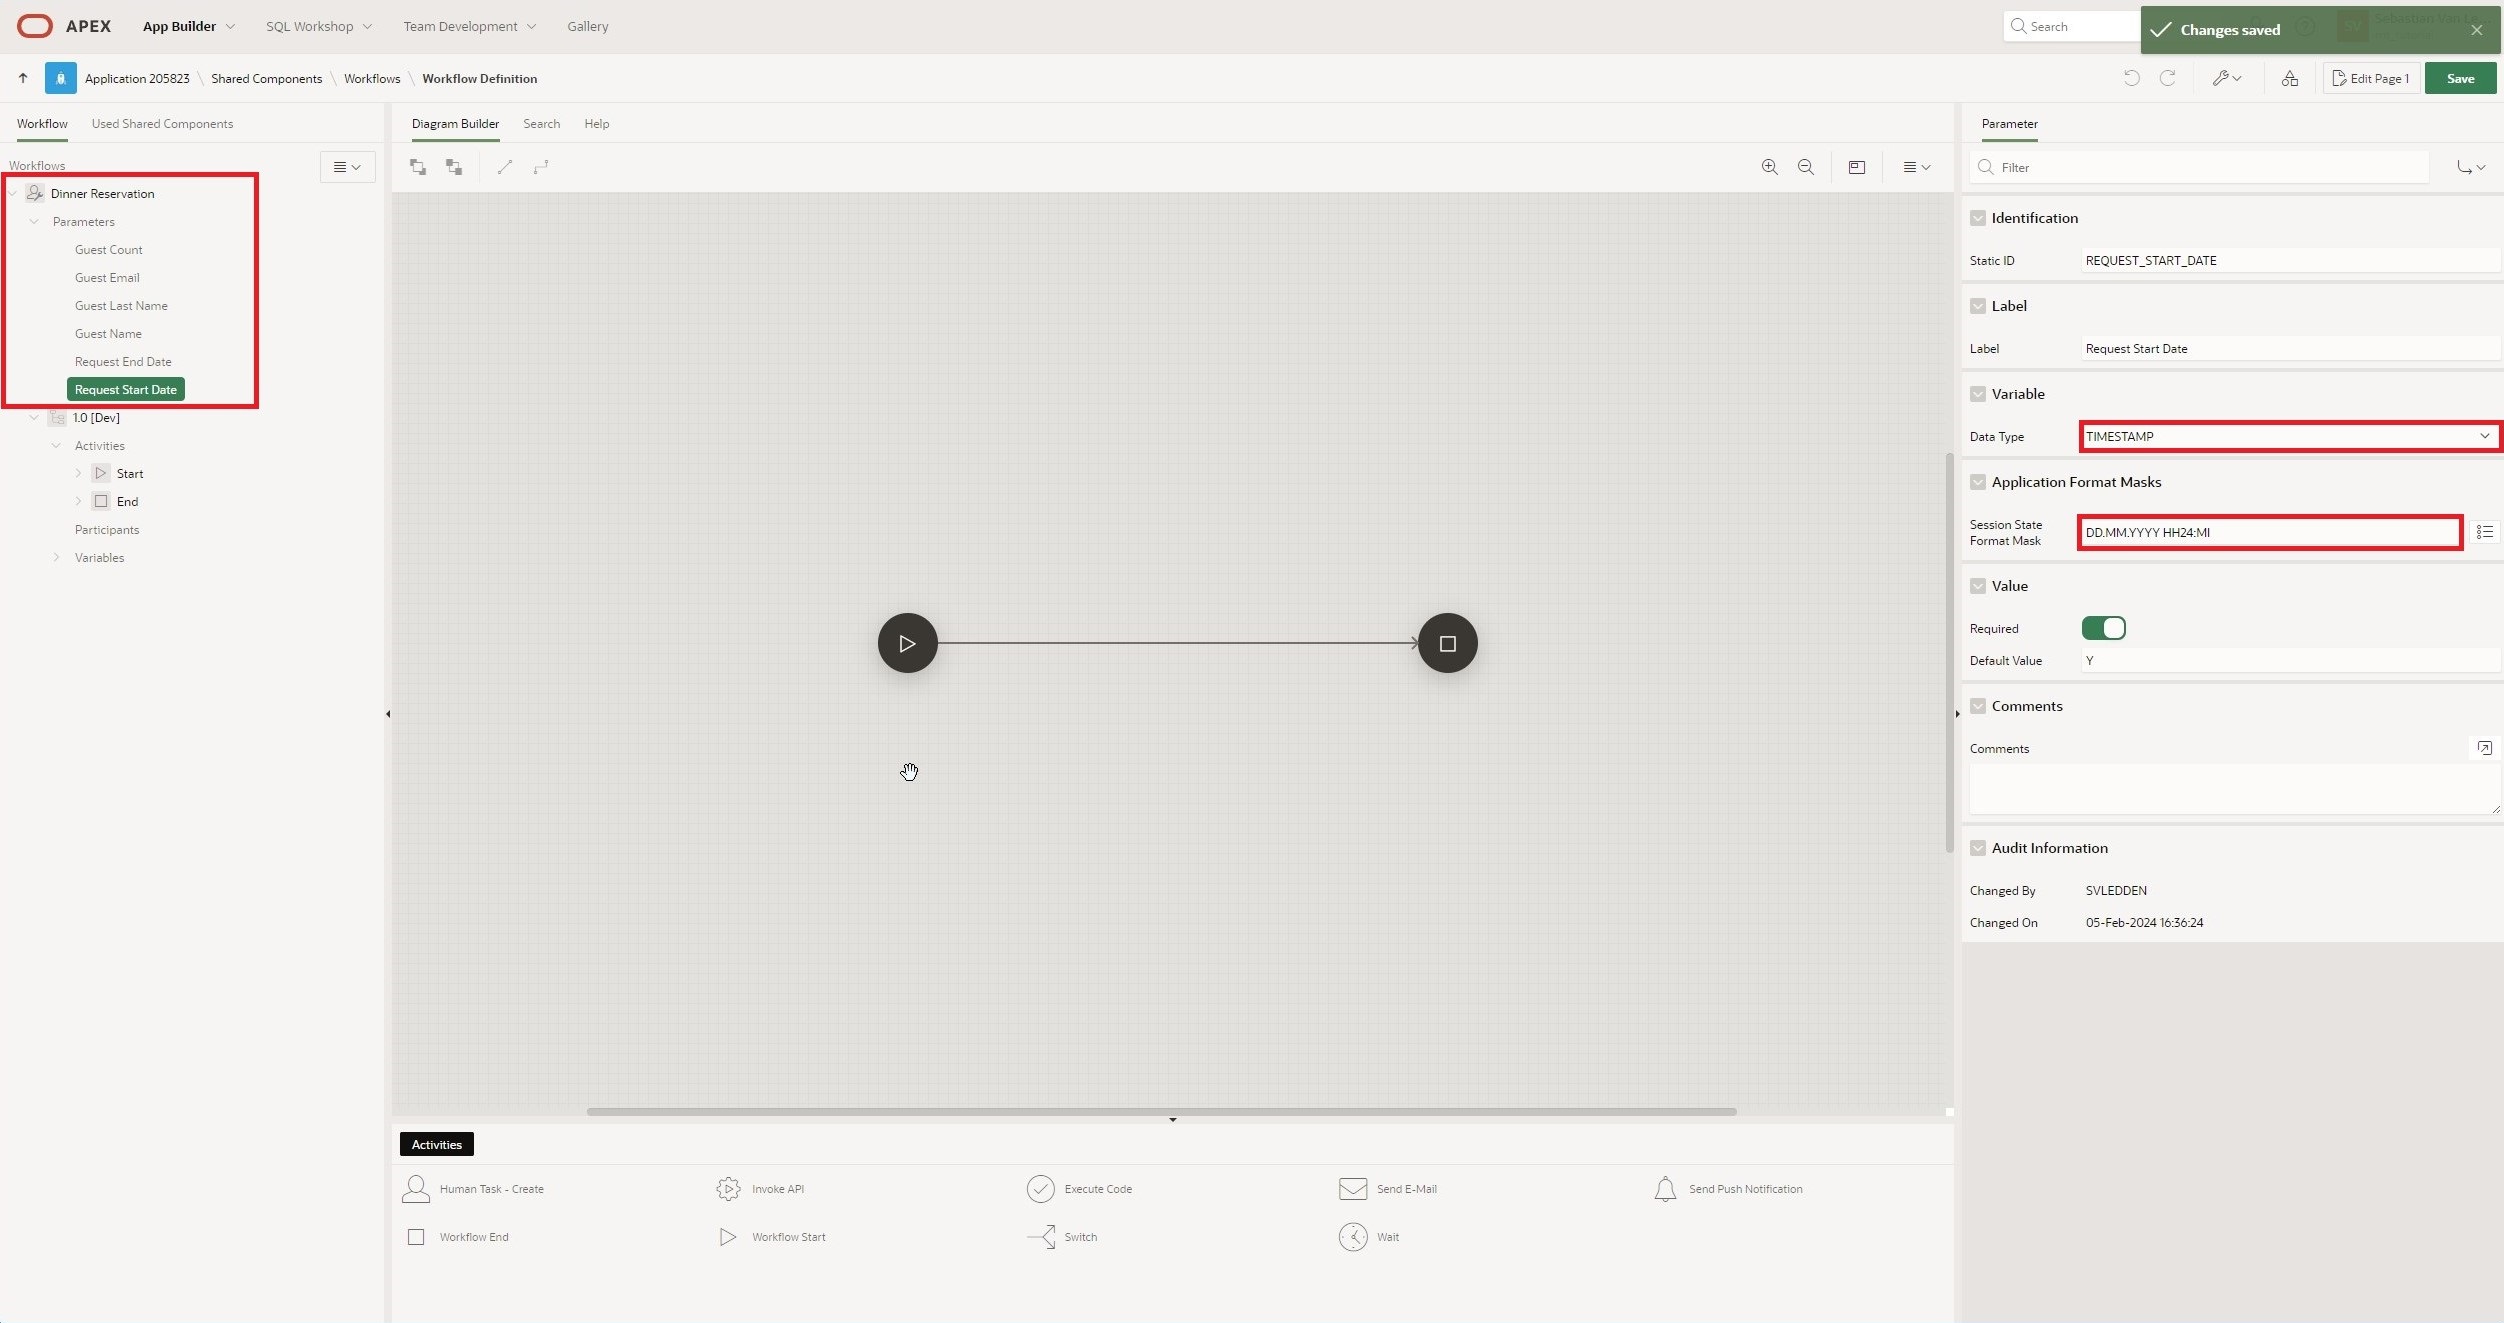 APEX
App Builder
SQL Workshop
Team Development
Gallery
Search
Changes saved
Application 205823
Shared Components
Workflows
Workflow Definition
Edit Page 1
Save
Workflow
Used Shared Components
Workflows
Dinner Reservation
Parameters
Guest Count
Guest Email
Guest Last Name
Guest Name
Request End Date
Request Start Date
1.0 [Dev]
Activities
Start
End
Participants
Variables
Diagram Builder
Search
Help
Activities
Human Task - Create
Invoke API
Execute Code
Send E-Mail
Send Push Notification
Workflow End
Workflow Start
Switch
Wait
Parameter
Filter
Identification
Static ID
REQUEST_START_DATE
Label
Label
Request Start Date
Variable
Data Type
TIMESTAMP
Application Format Masks
Session State
Format Mask
DD.MM.YYYY HH24:MI
Value
Required
Default Value
Y
Comments
Comments
Audit Information
Changed By
SVLEDDEN
Changed On
05-Feb-2024 16:36:24